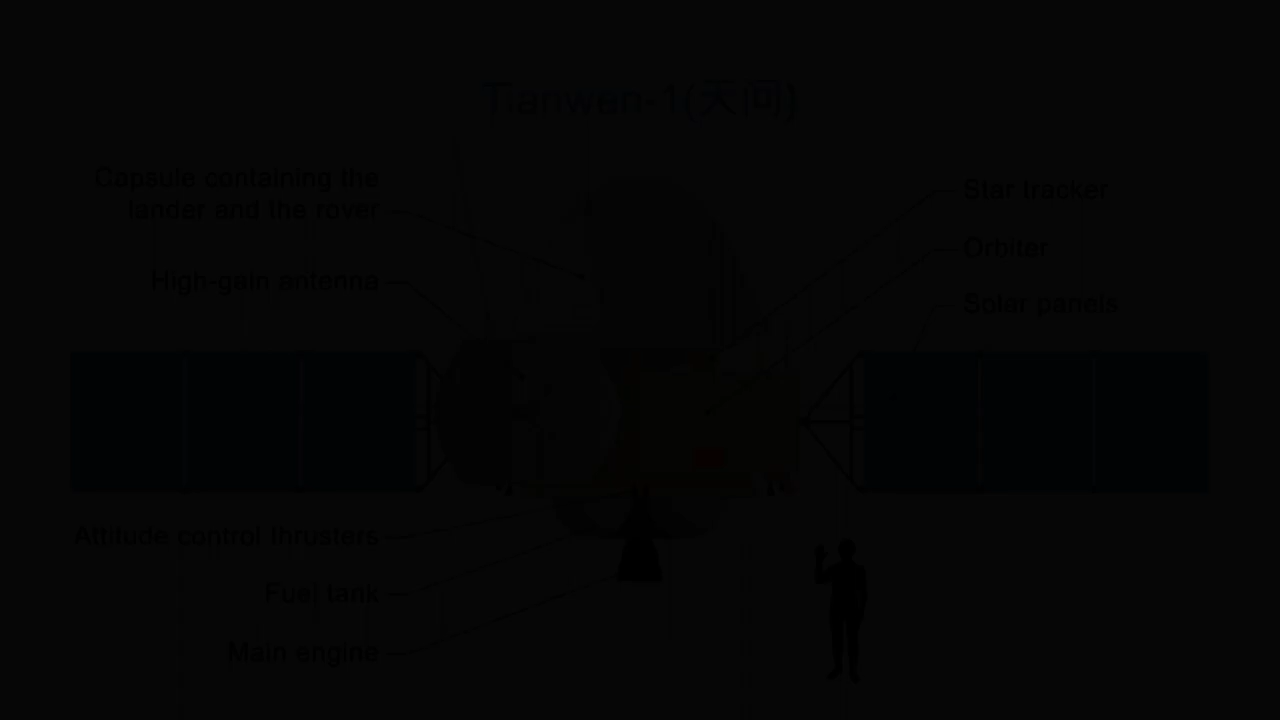 Tianwen-1(天问)
Capsule containing the
lander and the rover
High-gain antenna
Star tracker
Orbiter
Solar panels
Attitude control thrusters
Fuel tank
Main engine